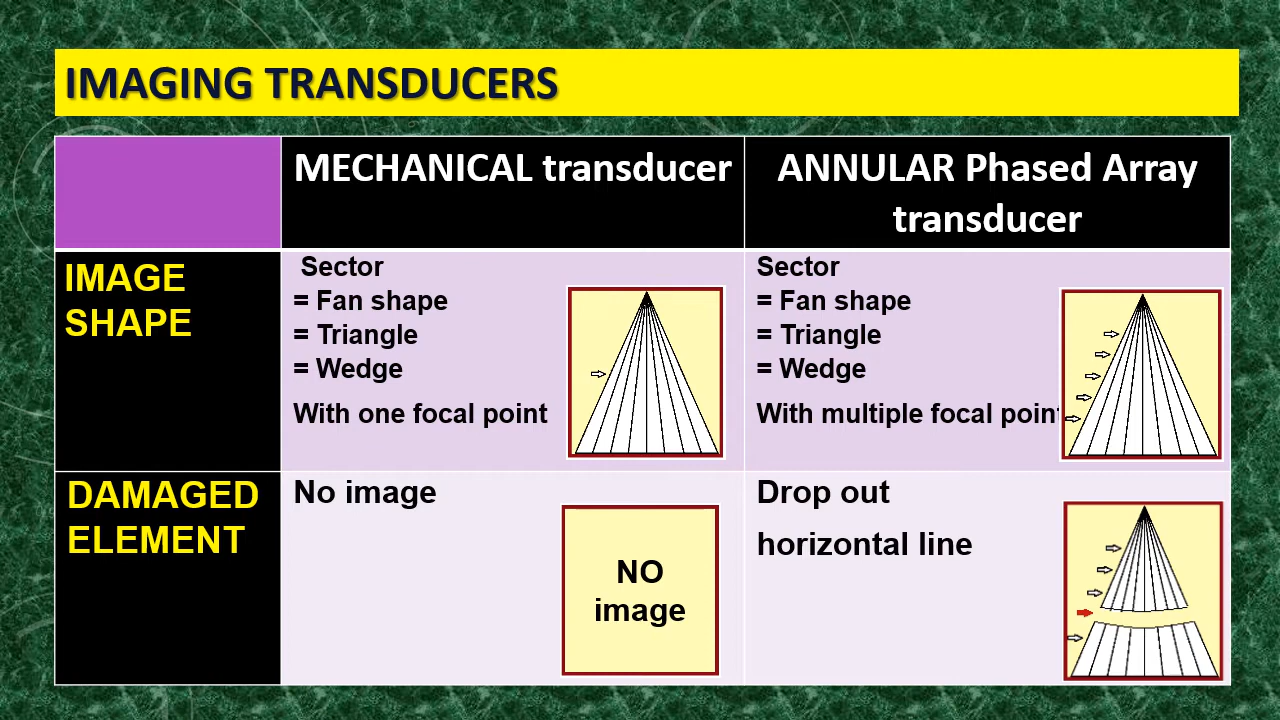 IMAGING TRANSDUCERS
MECHANICAL transducer
ANNULAR Phased Array
transducer
IMAGE
SHAPE
Sector
= Fan shape
= Triangle
= Wedge
With one focal point
Sector
= Fan shape
= Triangle
= Wedge
With multiple focal point
DAMAGED
ELEMENT
No image
NO
image
Drop out
horizontal line